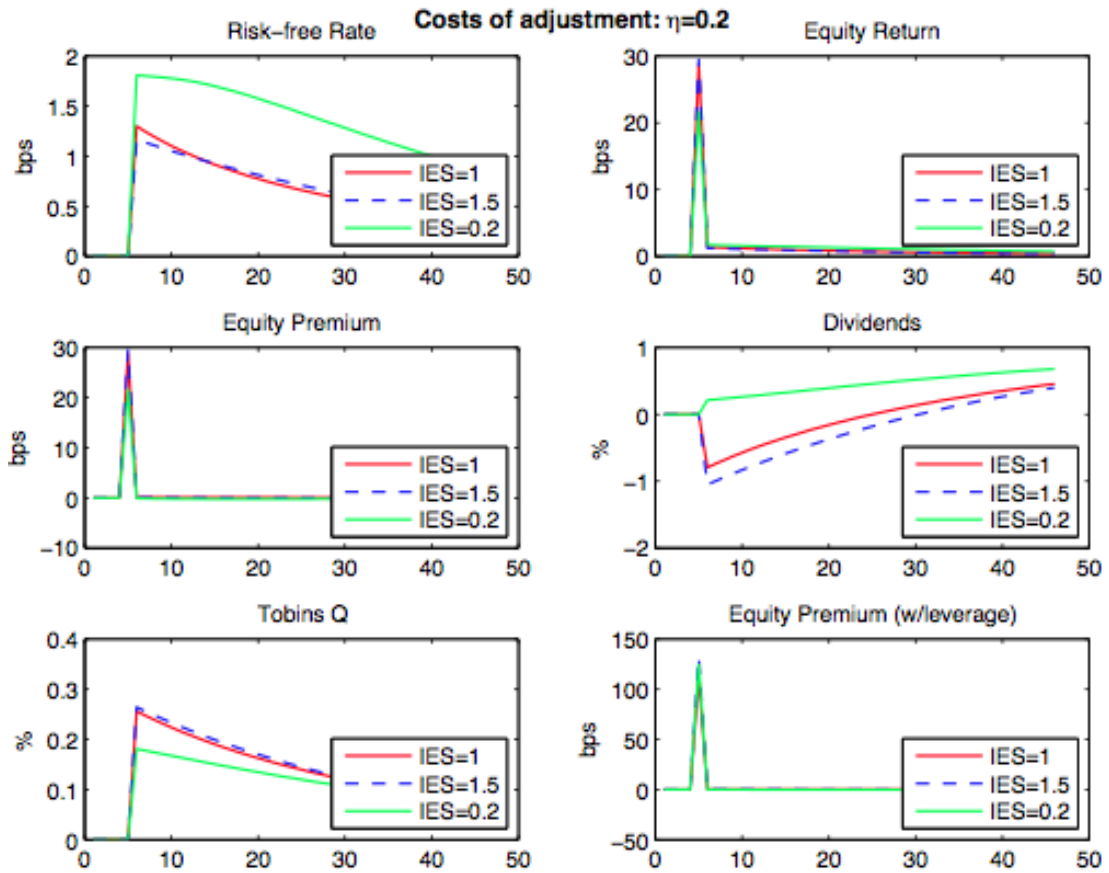 Costs of adjustment: η=0.2
Risk−free Rate
Equity Return
2
1.5
1
0.5
0
bps
0 10 20 30 40 50
IES=1
IES=1.5
IES=0.2
30
20
10
0
bps
0 10 20 30 40 50
IES=1
IES=1.5
IES=0.2
Equity Premium
Dividends
30
20
10
0
−10
bps
0 10 20 30 40 50
IES=1
IES=1.5
IES=0.2
1
0
−1
−2
%
0 10 20 30 40 50
IES=1
IES=1.5
IES=0.2
Tobins Q
Equity Premium (w/leverage)
0.4
0.3
0.2
0.1
0
%
0 10 20 30 40 50
IES=1
IES=1.5
IES=0.2
150
100
50
0
−50
bps
0 10 20 30 40 50
IES=1
IES=1.5
IES=0.2